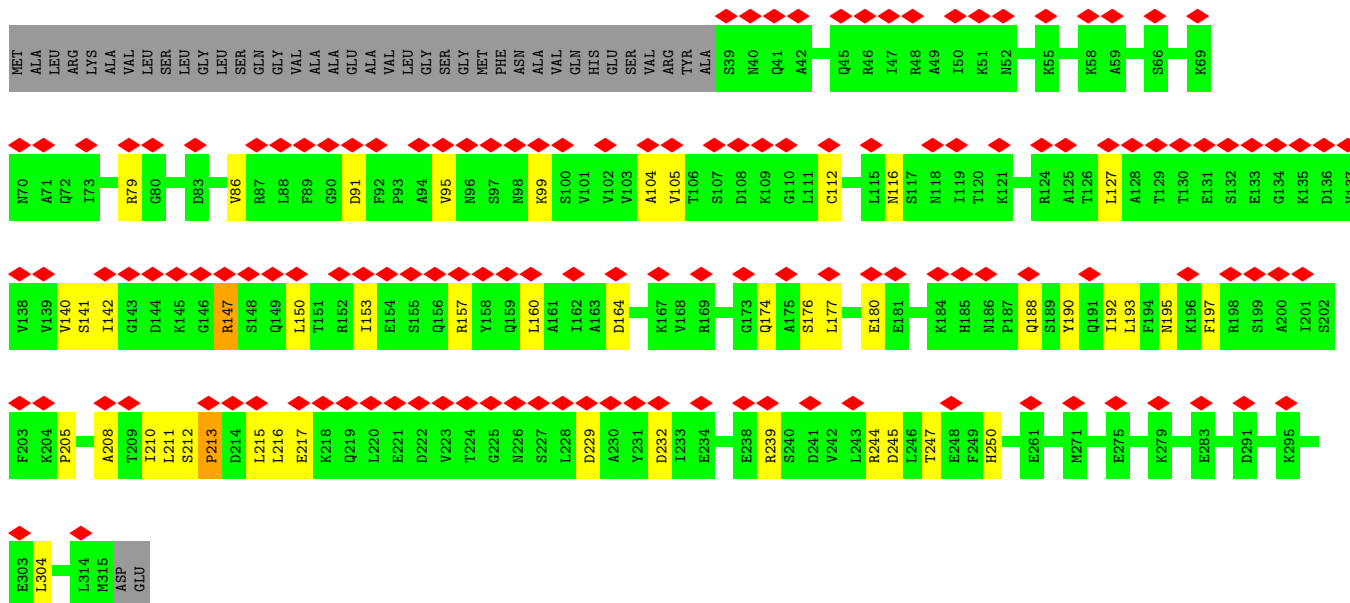 MET ALA LEU ARG LYS ALA VAL LEU SER LEU GLY LEU SER GLN GLY VAL ALA ALA GLU ALA VAL LEU GLY SER GLY MET PHE ASN ALA VAL GLN HIS GLU SER VAL ARG TYR ALA S39 N40 Q41 A42 Q45 R46 I47 R48 A49 I50 K51 N52 K55 K58 A59 S66 K69
N70 A71 Q72 I73 R79 G80 D83 V86 R87 L88 F89 G90 D91 F92 P93 A94 V95 N96 S97 N98 K99 S100 V101 V102 V103 A104 V105 T106 S107 D108 K109 G110 L111 C112 L115 N116 S117 N118 I119 T120 K121 R124 A125 T126 L127 A128 T129 T130 E131 S132 E133 G134 K135 D136 V137
V138 V139 V140 S141 I142 G143 D144 K145 G146 R147 S148 Q149 L150 T151 R152 I153 E154 S155 Q156 R157 Y158 Q159 L160 A161 I162 A163 D164 K167 V168 R169 G173 Q174 A175 S176 L177 E180 E181 K184 H185 N186 P187 Q188 S189 Y190 Q191 I192 L193 F194 N195 K196 F197 R198 S199 A200 I201 S202
F203 K204 P205 A208 T209 I210 L211 S212 P213 D214 L215 L216 E217 K218 Q219 L220 E221 D222 V223 T224 G225 N226 S227 L228 D229 A230 Y231 D232 I233 E234 E238 R239 S240 D241 V242 L243 R244 D245 L246 T247 E248 F249 H250 E261 M271 E275 K279 E283 D291 K295
E303 L304 L314 M315 ASP GLU